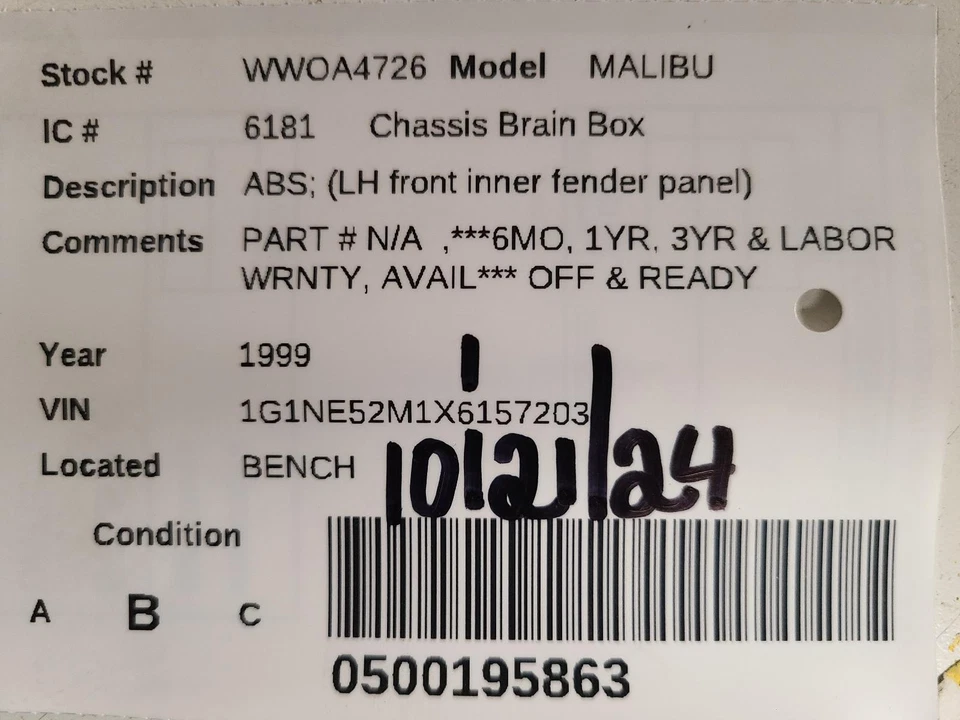 Stock # WWOA4726 Model MALIBU
IC # 6181 Chassis Brain Box
Description ABS; (LH front inner fender panel)
Comments PART # N/A ,***6MO, 1YR, 3YR & LABOR
WRNTY, AVAIL*** OFF & READY
Year 1999
VIN 1G1NE52M1X6157203
Located BENCH
10/21/24
Condition
A B C
0500195863